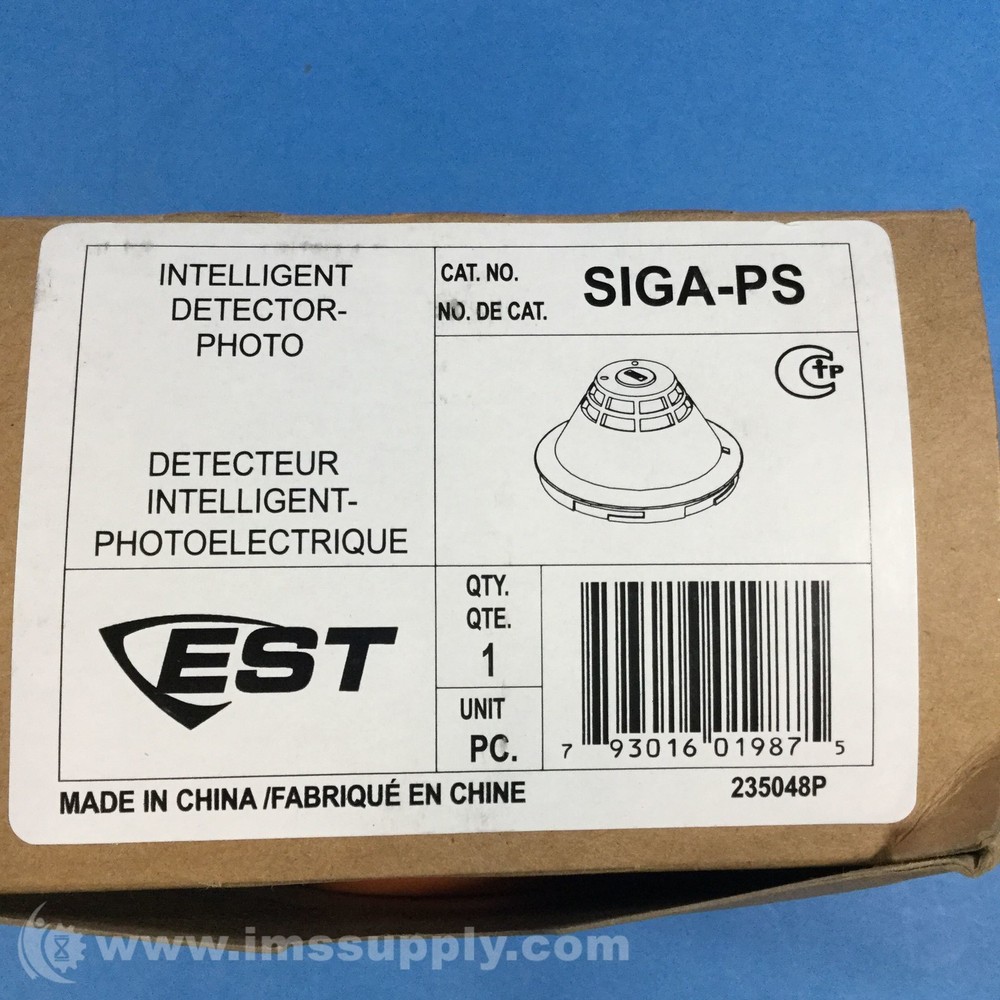 INTELLIGENT
DETECTOR-
PHOTO
DETECTEUR
INTELLIGENT-
PHOTOELECTRIQUE
CAT. NO.
NO. DE CAT.
SIGA-PS
CTP
EST
QTY.
QTE.
1
UNIT
PC.
7 93016 01987 5
MADE IN CHINA /FABRIQUÉ EN CHINE
235048P
www.imssupply.com